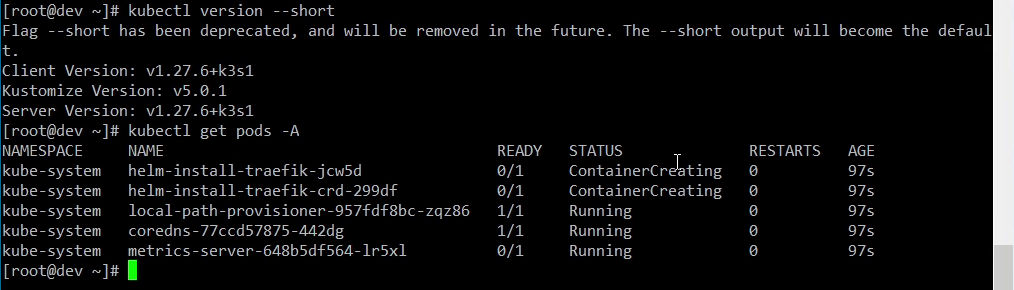 [root@dev ~]# kubectl version --short
Flag --short has been deprecated, and will be removed in the future. The --short output will become the defaul
t.
Client Version: v1.27.6+k3s1
Kustomize Version: v5.0.1
Server Version: v1.27.6+k3s1
[root@dev ~]# kubectl get pods -A
NAMESPACE     NAME                                     READY   STATUS              RESTARTS   AGE
kube-system   helm-install-traefik-jcw5d               0/1     ContainerCreating   0          97s
kube-system   helm-install-traefik-crd-299df           0/1     ContainerCreating   0          97s
kube-system   local-path-provisioner-957fdf8bc-zqz86   1/1     Running             0          97s
kube-system   coredns-77ccd57875-442dg                 1/1     Running             0          97s
kube-system   metrics-server-648b5df564-lr5xl          0/1     Running             0          97s
[root@dev ~]#